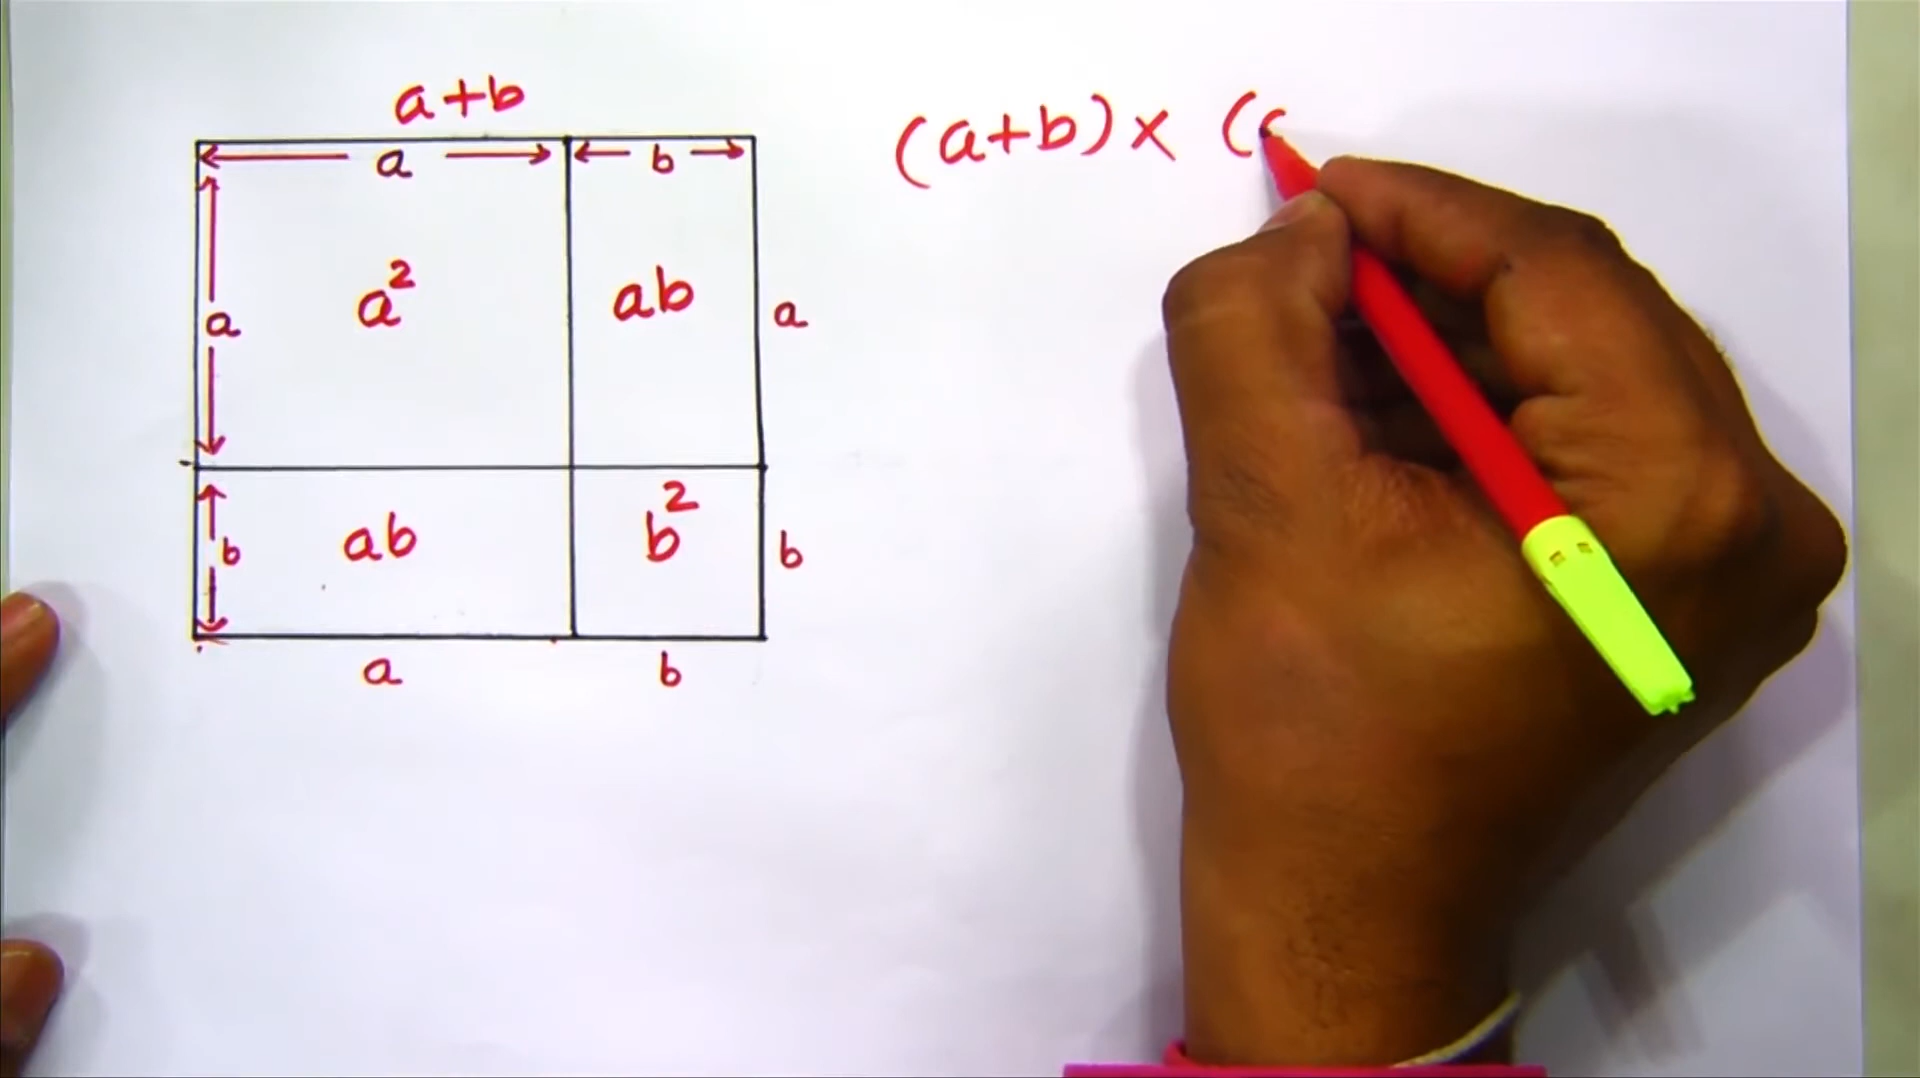 a+b
a b
a
a² ab a
b ab b² b
a b
(a+b)× (